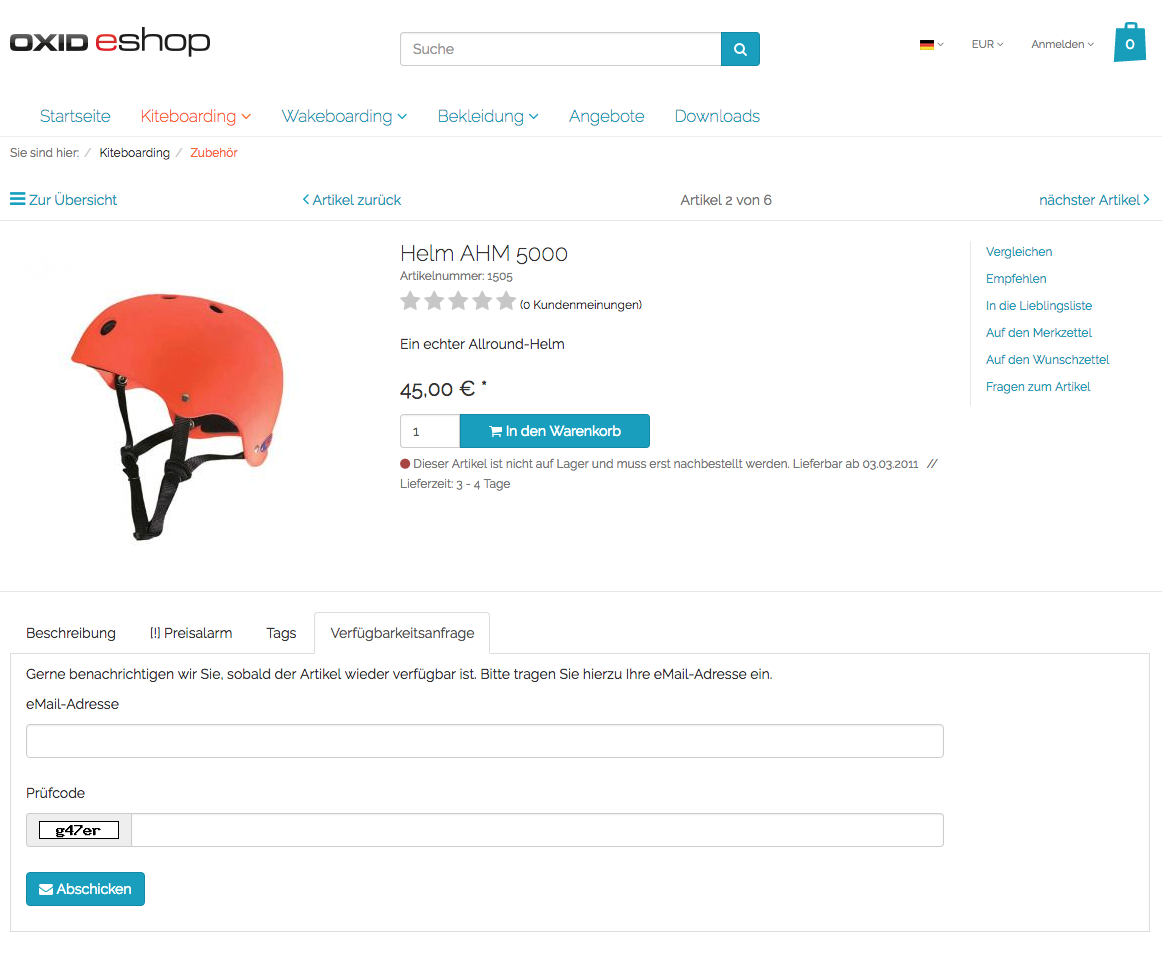 OXID eshop
Suche
EUR
Anmelden
0
Startseite
Kiteboarding
Wakeboarding
Bekleidung
Angebote
Downloads
Sie sind hier: / Kiteboarding / Zubehör
Zur Übersicht
Artikel zurück
Artikel 2 von 6
nächster Artikel
Helm AHM 5000
Artikelnummer: 1505
(0 Kundenmeinungen)
Ein echter Allround-Helm
45,00 € *
1
In den Warenkorb
Dieser Artikel ist nicht auf Lager und muss erst nachbestellt werden. Lieferbar ab 03.03.2011 //
Lieferzeit: 3 - 4 Tage
Vergleichen
Empfehlen
In die Lieblingsliste
Auf den Merkzettel
Auf den Wunschzettel
Fragen zum Artikel
Beschreibung
[!] Preisalarm
Tags
Verfügbarkeitsanfrage
Gerne benachrichtigen wir Sie, sobald der Artikel wieder verfügbar ist. Bitte tragen Sie hierzu Ihre eMail-Adresse ein.
eMail-Adresse
Prüfcode
g47er
Abschicken